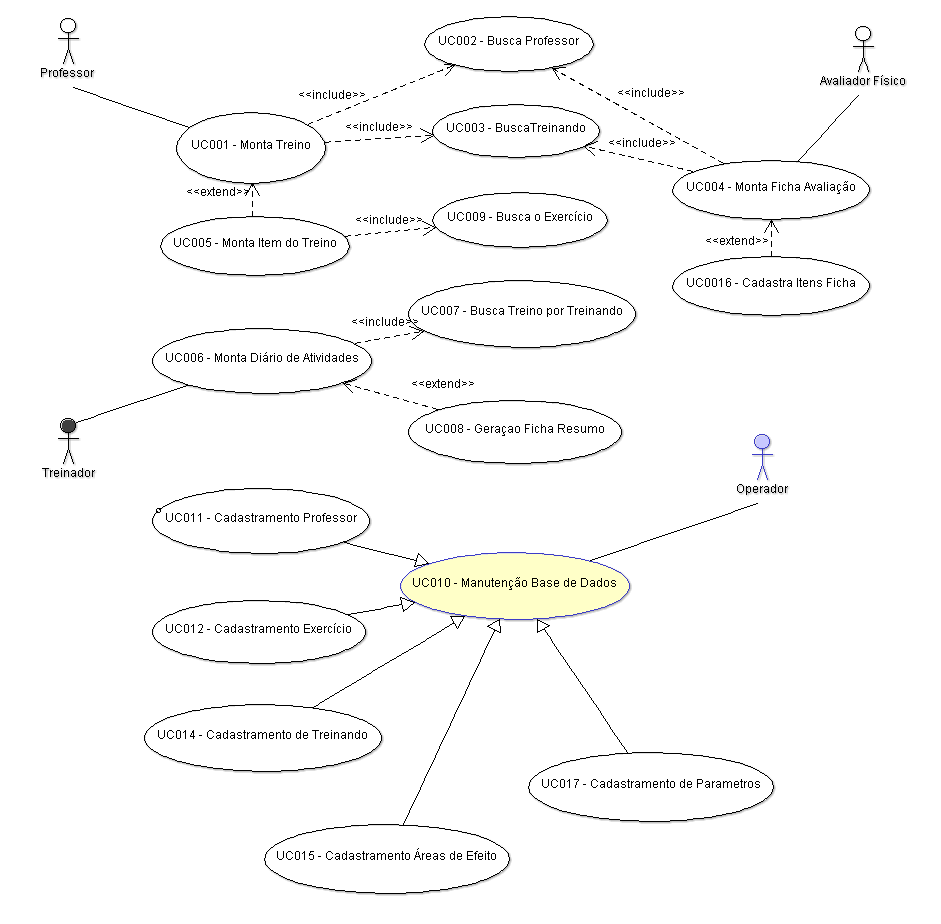 UC002 - Busca Professor
Professor
Avaliador Físico
<<include>>
<<include>>
<<include>>
UC003 - BuscaTreinando
UC001 - Monta Treino
<<include>>
<<extend>>
UC004 - Monta Ficha Avaliação
UC009 - Busca o Exercício
<<include>>
UC005 - Monta Item do Treino
<<extend>>
UC0016 - Cadastra Itens Ficha
UC007 - Busca Treino por Treinando
<<include>>
UC006 - Monta Diário de Atividades
<<extend>>
UC008 - Geraçao Ficha Resumo
Treinador
Operador
UC011 - Cadastramento Professor
UC010 - Manutenção Base de Dados
UC012 - Cadastramento Exercício
UC014 - Cadastramento de Treinando
UC017 - Cadastramento de Parametros
UC015 - Cadastramento Áreas de Efeito